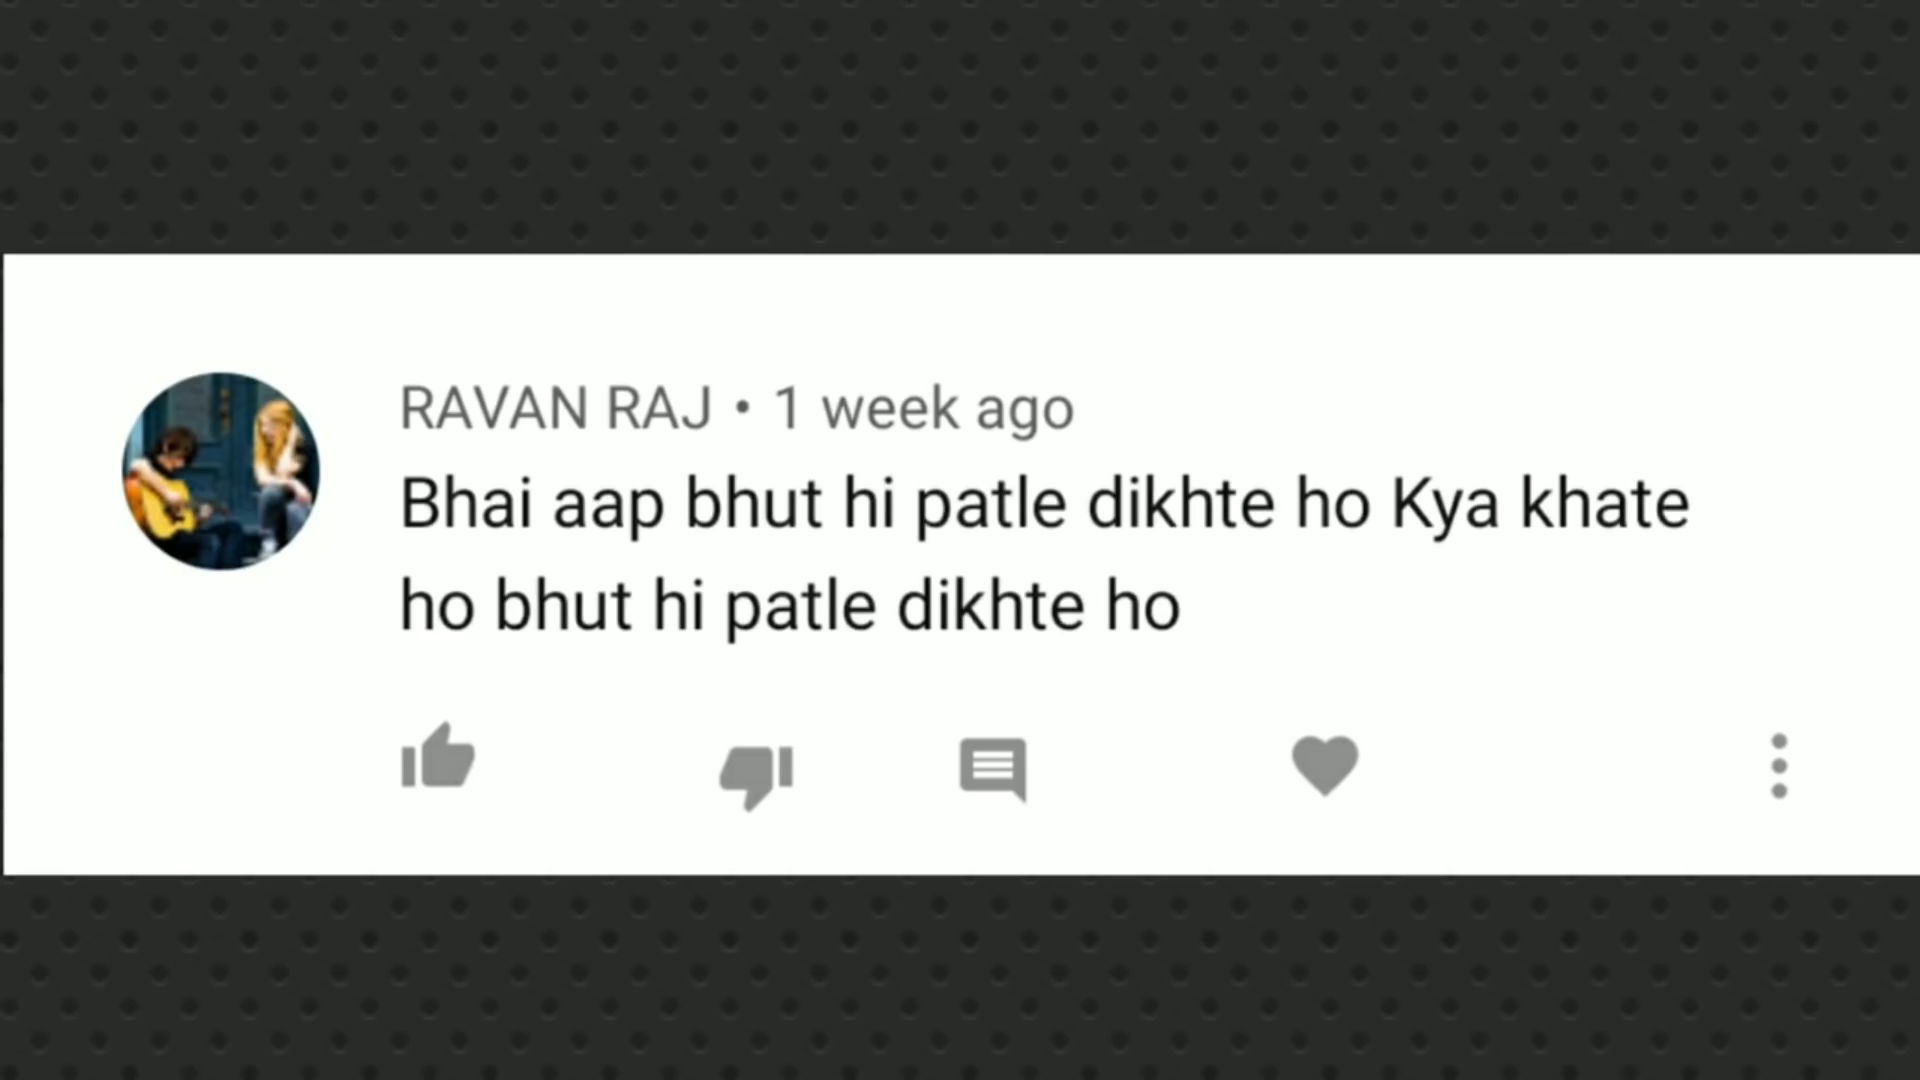 RAVAN RAJ • 1 week ago
Bhai aap bhut hi patle dikhte ho Kya khate
ho bhut hi patle dikhte ho